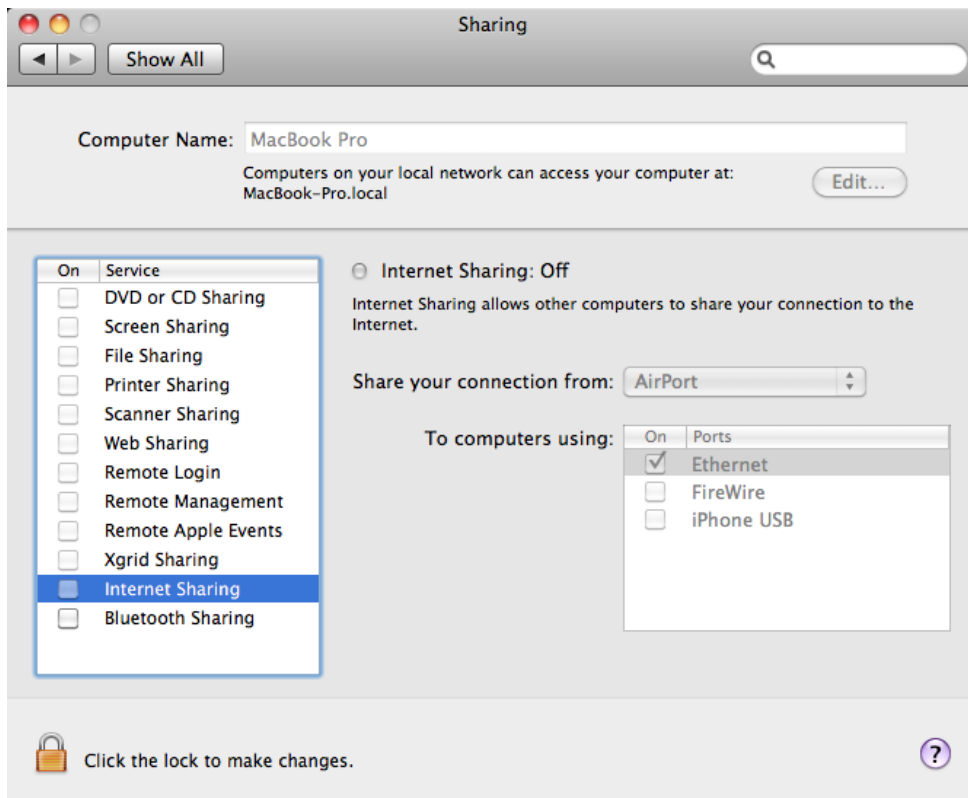 Sharing
Show All
Computer Name: MacBook Pro
Computers on your local network can access your computer at:
MacBook-Pro.local
Edit...
On Service
DVD or CD Sharing
Screen Sharing
File Sharing
Printer Sharing
Scanner Sharing
Web Sharing
Remote Login
Remote Management
Remote Apple Events
Xgrid Sharing
Internet Sharing
Bluetooth Sharing
Internet Sharing: Off
Internet Sharing allows other computers to share your connection to the
Internet.
Share your connection from: AirPort
To computers using:
On Ports
Ethernet
FireWire
iPhone USB
Click the lock to make changes.
?